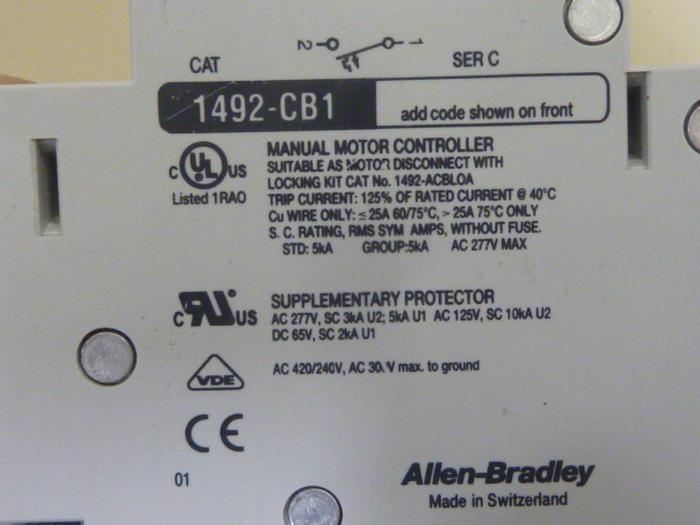 2 1
CAT SER C
1492-CB1 add code shown on front
MANUAL MOTOR CONTROLLER
C UL US SUITABLE AS MOTOR DISCONNECT WITH
LOCKING KIT CAT No. 1492-ACBLOA
Listed 1RAO TRIP CURRENT: 125% OF RATED CURRENT @ 40°C
Cu WIRE ONLY: ≤ 25A 60/75°C, > 25A 75°C ONLY
S. C. RATING, RMS SYM AMPS, WITHOUT FUSE.
STD: 5kA GROUP:5kA AC 277V MAX
SUPPLEMENTARY PROTECTOR
C RU US AC 277V, SC 3kA U2; 5kA U1 AC 125V, SC 10kA U2
DC 65V, SC 2kA U1
VDE AC 420/240V, AC V max. to ground
CE
01
Allen-Bradley
Made in Switzerland